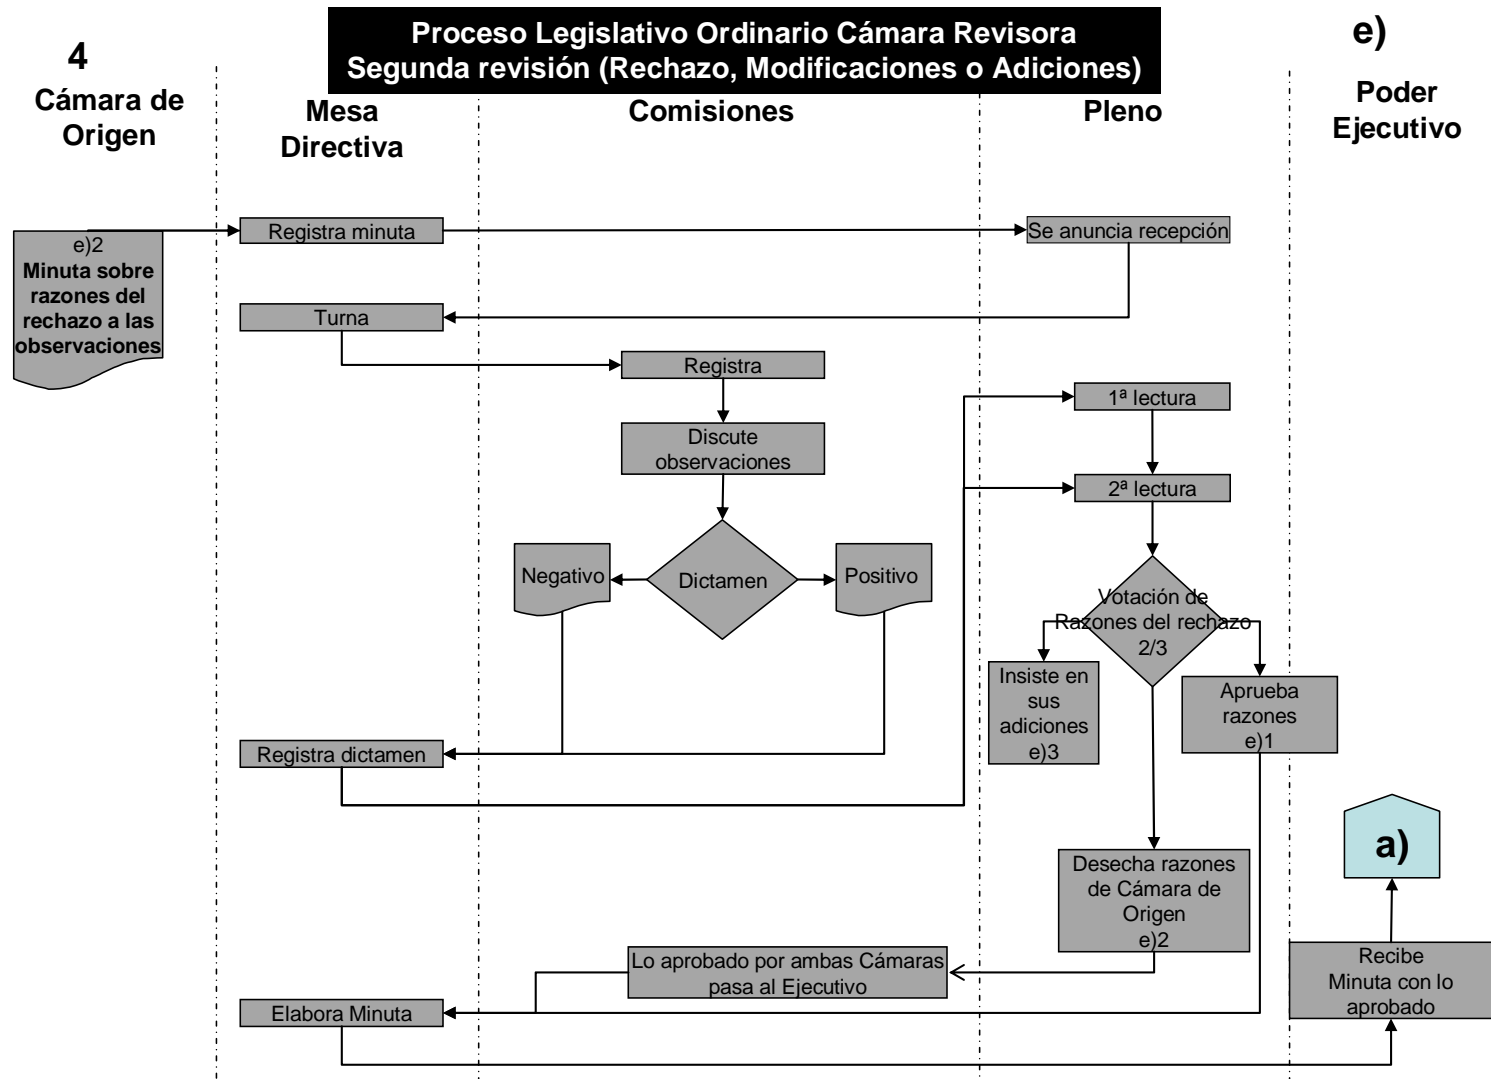 Proceso Legislativo Ordinario Cámara Revisora
Segunda revisión (Rechazo, Modificaciones o Adiciones)
4
e)
Cámara de
Origen
Mesa
Directiva
Comisiones
Pleno
Poder
Ejecutivo
e)2
Minuta sobre
razones del
rechazo a las
observaciones
Registra minuta
Se anuncia recepción
Turna
Registra
Discute
observaciones
Dictamen
Negativo
Positivo
Registra dictamen
1ª lectura
2ª lectura
Votación de
Razones del rechazo
2/3
Insiste en
sus
adiciones
e)3
Aprueba
razones
e)1
Desecha razones
de Cámara de
Origen
e)2
Lo aprobado por ambas Cámaras
pasa al Ejecutivo
Elabora Minuta
Recibe
Minuta con lo
aprobado
a)